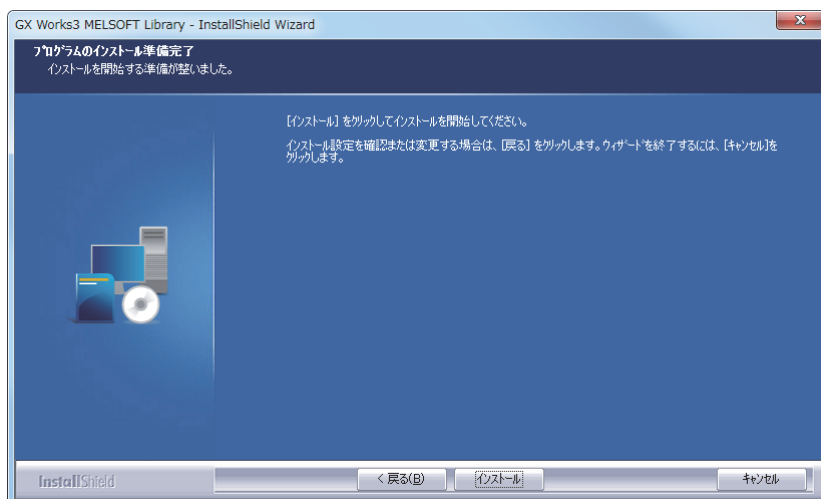 GX Works3 MELSOFT Library - InstallShield Wizard
プログラムのインストール準備完了
インストールを開始する準備が整いました。
[インストール] をクリックしてインストールを開始してください。
インストール設定を確認または変更する場合は、[戻る] をクリックします。ウィザードを終了するには、[キャンセル]を
クリックします。
InstallShield
< 戻る(B)
インストール
キャンセル